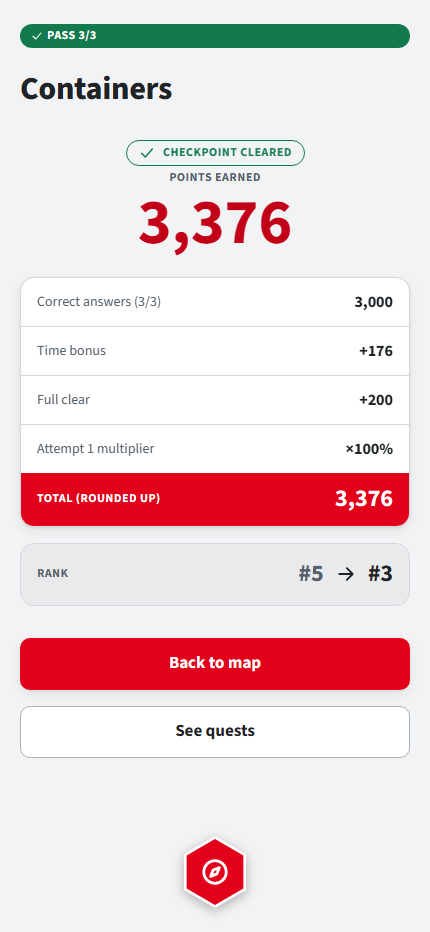 PASS 3/3
Containers
CHECKPOINT CLEARED
POINTS EARNED
3,376
Correct answers (3/3) 3,000
Time bonus +176
Full clear +200
Attempt 1 multiplier ×100%
TOTAL (ROUNDED UP) 3,376
RANK #5 → #3
Back to map
See quests